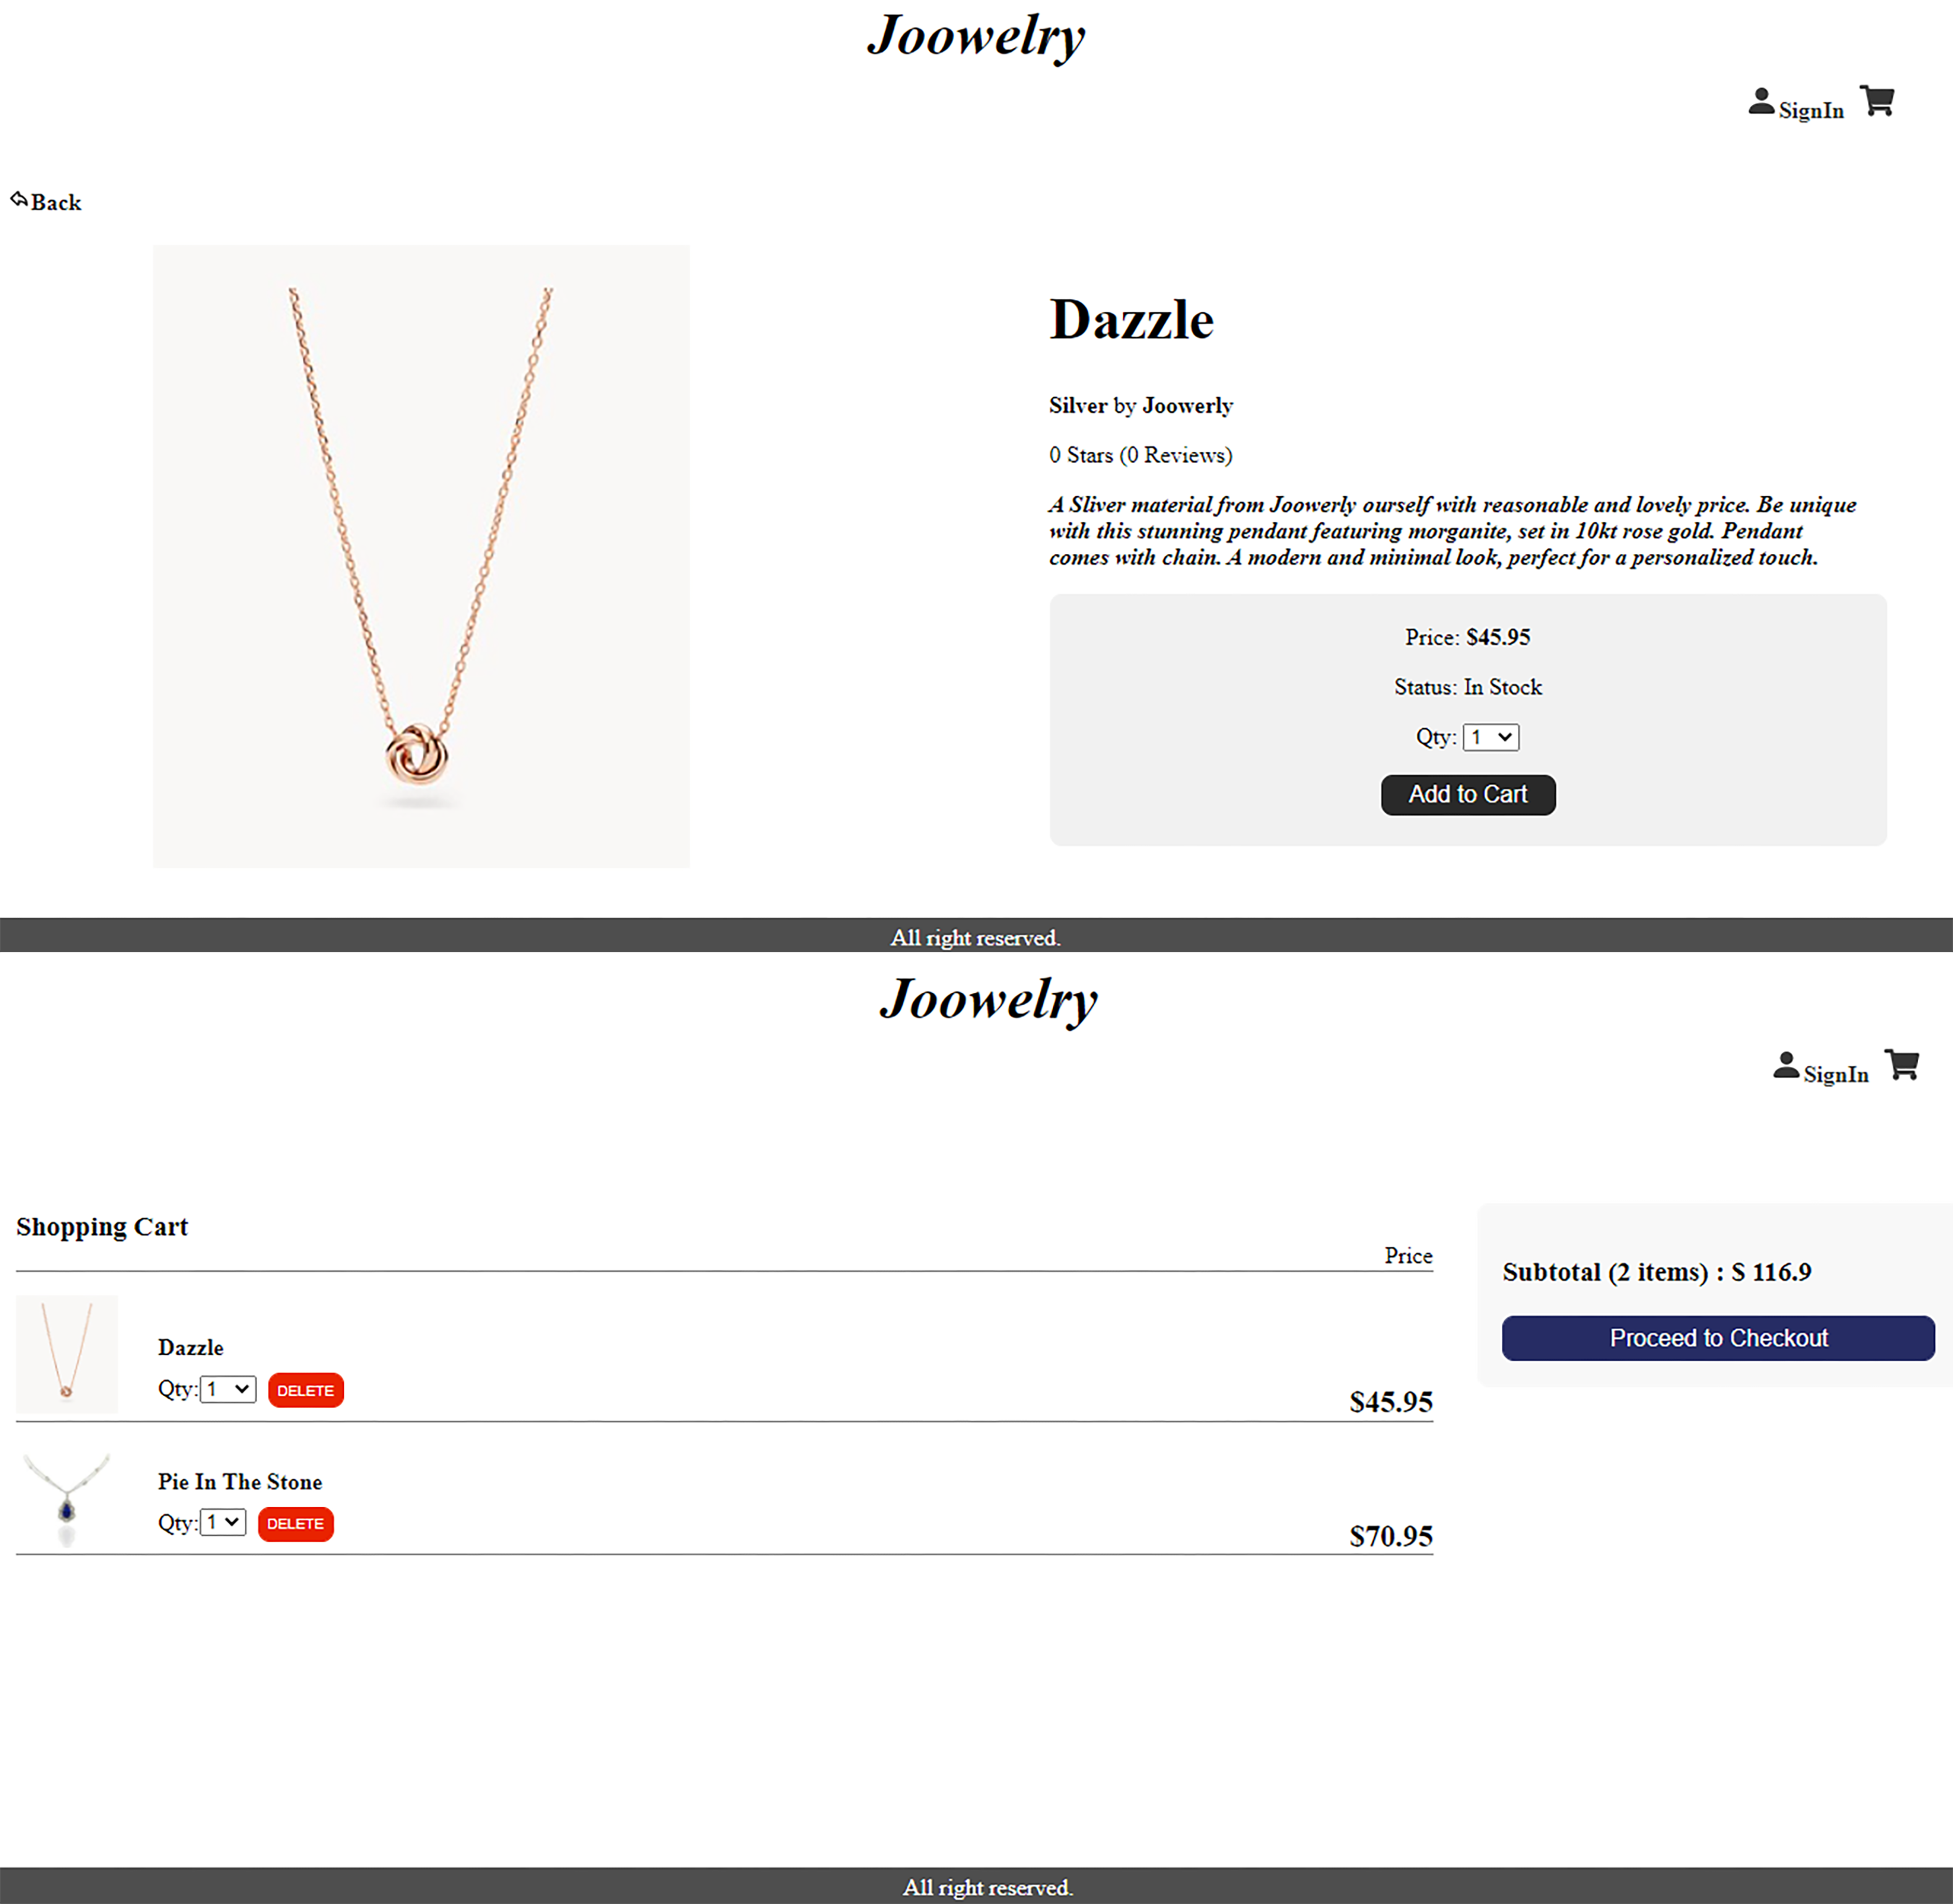 Joowelry
SignIn
Back
Dazzle
Silver by Joowerly
0 Stars (0 Reviews)
A Sliver material from Joowerly ourself with reasonable and lovely price. Be unique
with this stunning pendant featuring morganite, set in 10kt rose gold. Pendant
comes with chain. A modern and minimal look, perfect for a personalized touch.
Price: $45.95
Status: In Stock
Qty: 1
Add to Cart
All right reserved.
Joowelry
SignIn
Shopping Cart
Price
Dazzle
Qty: 1 DELETE
$45.95
Pie In The Stone
Qty: 1 DELETE
$70.95
Subtotal (2 items) : $ 116.9
Proceed to Checkout
All right reserved.